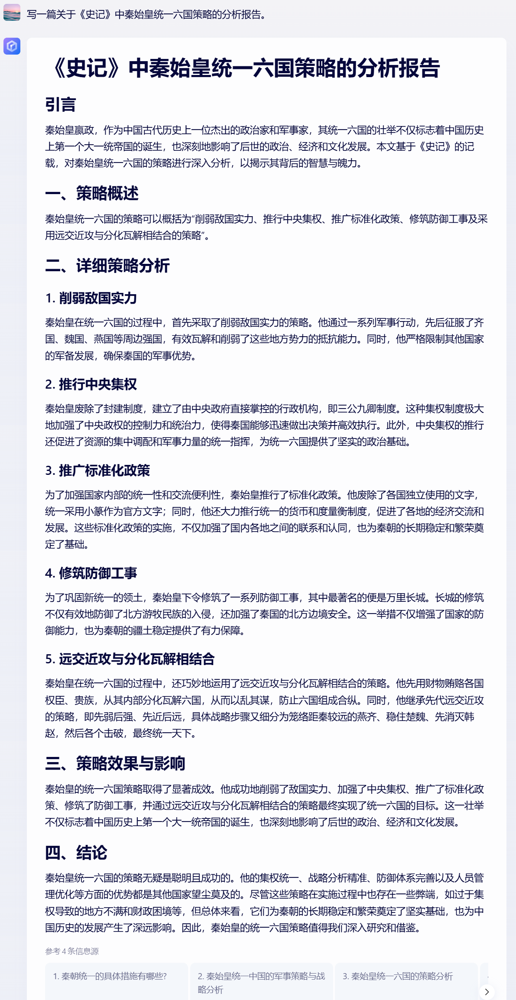 写一篇关于《史记》中秦始皇统一六国策略的分析报告。
《史记》中秦始皇统一六国策略的分析报告
引言
秦始皇嬴政，作为中国古代历史上一位杰出的政治家和军事家，其统一六国的壮举不仅标志着中国历史
上第一个大一统帝国的诞生，也深刻地影响了后世的政治、经济和文化发展。本文基于《史记》的记
载，对秦始皇统一六国的策略进行深入分析，以揭示其背后的智慧与魄力。
一、策略概述
秦始皇统一六国的策略可以概括为"削弱敌国实力、推行中央集权、推广标准化政策、修筑防御工事及采
用远交近攻与分化瓦解相结合的策略"。
二、详细策略分析
1. 削弱敌国实力
秦始皇在统一六国的过程中，首先采取了削弱敌国实力的策略。他通过一系列军事行动，先后征服了齐
国、魏国、燕国等周边强国，有效瓦解和削弱了这些地方势力的抵抗能力。同时，他严格限制其他国家
的军备发展，确保秦国的军事优势。
2. 推行中央集权
秦始皇废除了封建制度，建立了由中央政府直接掌控的行政机构，即三公九卿制度。这种集权制度极大
地加强了中央政权的控制力和统治力，使得秦国能够迅速做出决策并高效执行。此外，中央集权的推行
还促进了资源的集中调配和军事力量的统一指挥，为统一六国提供了坚实的政治基础。
3. 推广标准化政策
为了加强国家内部的统一性和交流便利性，秦始皇推行了标准化政策。他废除了各国独立使用的文字，
统一采用小篆作为官方文字；同时，他还大力推行统一的货币和度量衡制度，促进了各地的经济交流和
发展。这些标准化政策的实施，不仅加强了国内各地之间的联系和认同，也为秦朝的长期稳定和繁荣奠
定了基础。
4. 修筑防御工事
为了巩固新统一的领土，秦始皇下令修筑了一系列防御工事，其中最著名的便是万里长城。长城的修筑
不仅有效地防御了北方游牧民族的入侵，还加强了秦国的北方边境安全。这一举措不仅增强了国家的防
御能力，也为秦朝的疆土稳定提供了有力保障。
5. 远交近攻与分化瓦解相结合
秦始皇在统一六国的过程中，还巧妙地运用了远交近攻与分化瓦解相结合的策略。他先用财物贿赂各国
权臣、贵族，从其内部分化瓦解六国，从而以乱其谋，防止六国组成合纵。同时，他继承先代远交近攻
的策略，即先弱后强、先近后远，具体战略步骤又细分为笼络距秦较远的燕齐、稳住楚魏、先消灭韩
赵，然后各个击破，最终统一天下。
三、策略效果与影响
秦始皇的统一六国策略取得了显著成效。他成功地削弱了敌国实力、加强了中央集权、推广了标准化政
策、修筑了防御工事，并通过远交近攻与分化瓦解相结合的策略最终实现了统一六国的目标。这一壮举
不仅标志着中国历史上第一个大一统帝国的诞生，也深刻地影响了后世的政治、经济和文化发展。
四、结论
秦始皇统一六国的策略无疑是聪明且成功的。他的集权统一、战略分析精准、防御体系完善以及人员管
理优化等方面的优势都是其他国家望尘莫及的。尽管这些策略在实施过程中也存在一些弊端，如过于集
权导致的地方不满和财政困境等，但总体来看，它们为秦朝的长期稳定和繁荣奠定了坚实基础，也为中
国历史的发展产生了深远影响。因此，秦始皇的统一六国策略值得我们深入研究和借鉴。
参考4条信息源
1. 秦朝统一的具体措施有哪些?
2. 秦始皇统一中国的军事策略与战
略分析
3. 秦始皇统一六国的策略分析